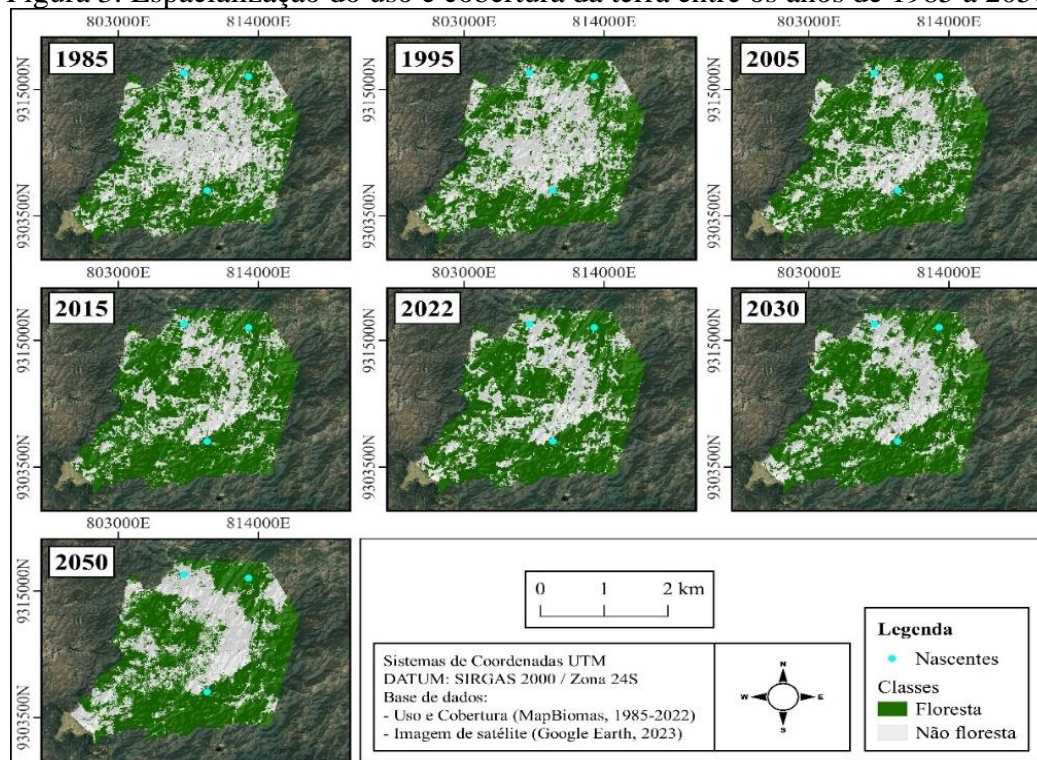 Figura 3: Espacialização do uso e cobertura da terra entre os anos de 1985 a 2050
803000E 814000E 803000E 814000E 803000E 814000E
1985
1995
2005
9315000N 9315000N 9315000N
9303500N 9303500N 9303500N
803000E 814000E 803000E 814000E 803000E 814000E
2015
2022
2030
9315000N 9315000N 9315000N
9303500N 9303500N 9303500N
803000E 814000E
2050
9315000N
9303500N
0 1 2 km
Sistemas de Coordenadas UTM
DATUM: SIRGAS 2000 / Zona 24S
Base de dados:
- Uso e Cobertura (MapBiomas, 1985-2022)
- Imagem de satélite (Google Earth, 2023)
N
W E
S
Legenda
Nascentes
Classes
Floresta
Não floresta